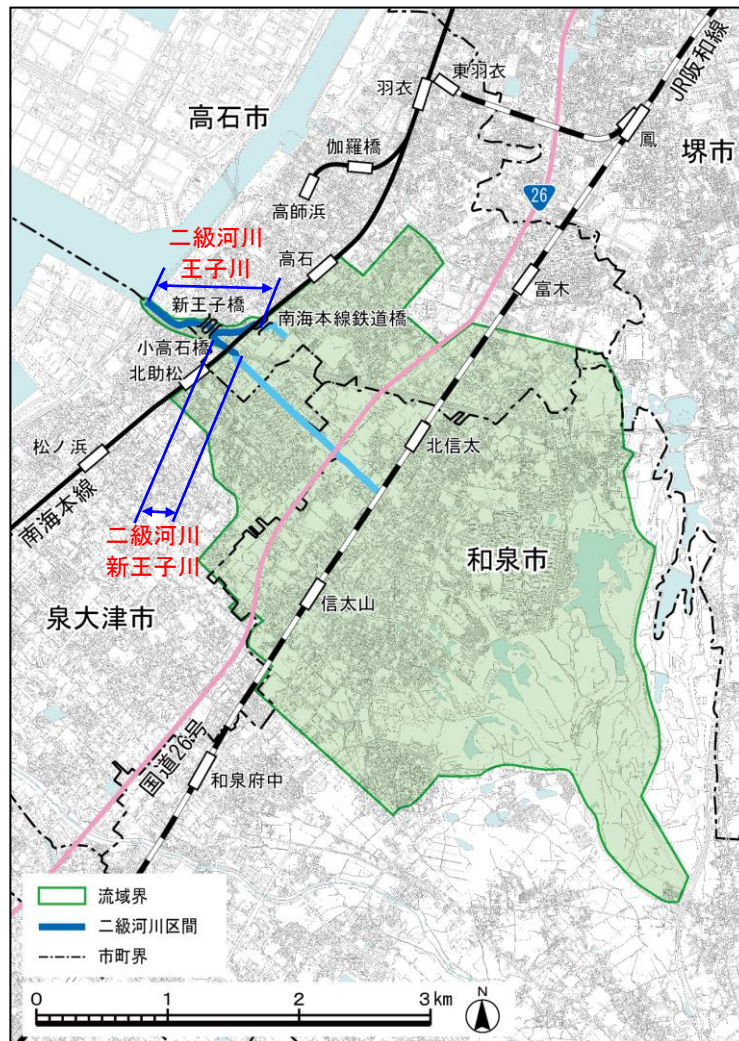 JR阪和線
東羽衣
羽衣
高石市
鳳
伽羅橋
堺市
26
高師浜
二級河川
王子川
高石
富木
新王子橋
南海本線鉄道橋
小高石橋
北助松
北信太
松ノ浜
南海本線
二級河川
新王子川
和泉市
信太山
泉大津市
国道26号
和泉府中
流域界
二級河川区間
市町界
0 1 2 3km
N